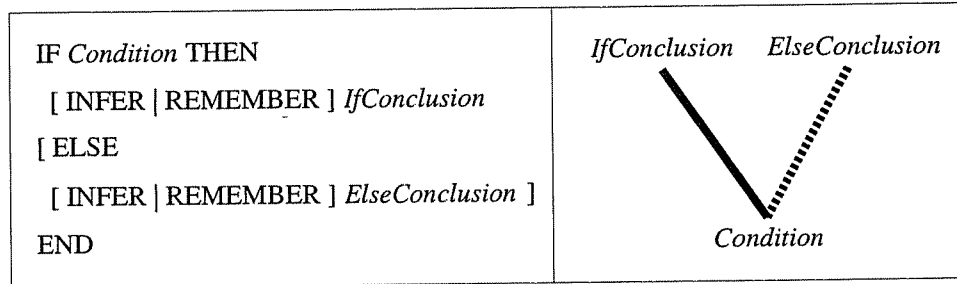 IF Condition THEN
[ INFER | REMEMBER ] IfConclusion
[ ELSE
[ INFER | REMEMBER ] ElseConclusion ]
END
IfConclusion ElseConclusion
Condition